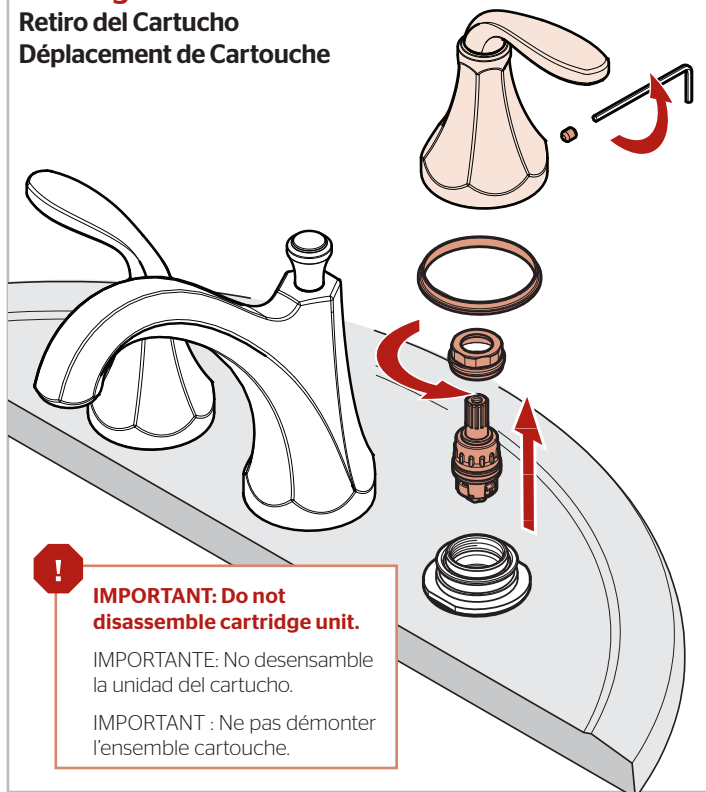 Retiro del Cartucho
Déplacement de Cartouche
!
IMPORTANT: Do not
disassemble cartridge unit.
IMPORTANTE: No desensamble
la unidad del cartucho.
IMPORTANT : Ne pas démonter
l'ensemble cartouche.